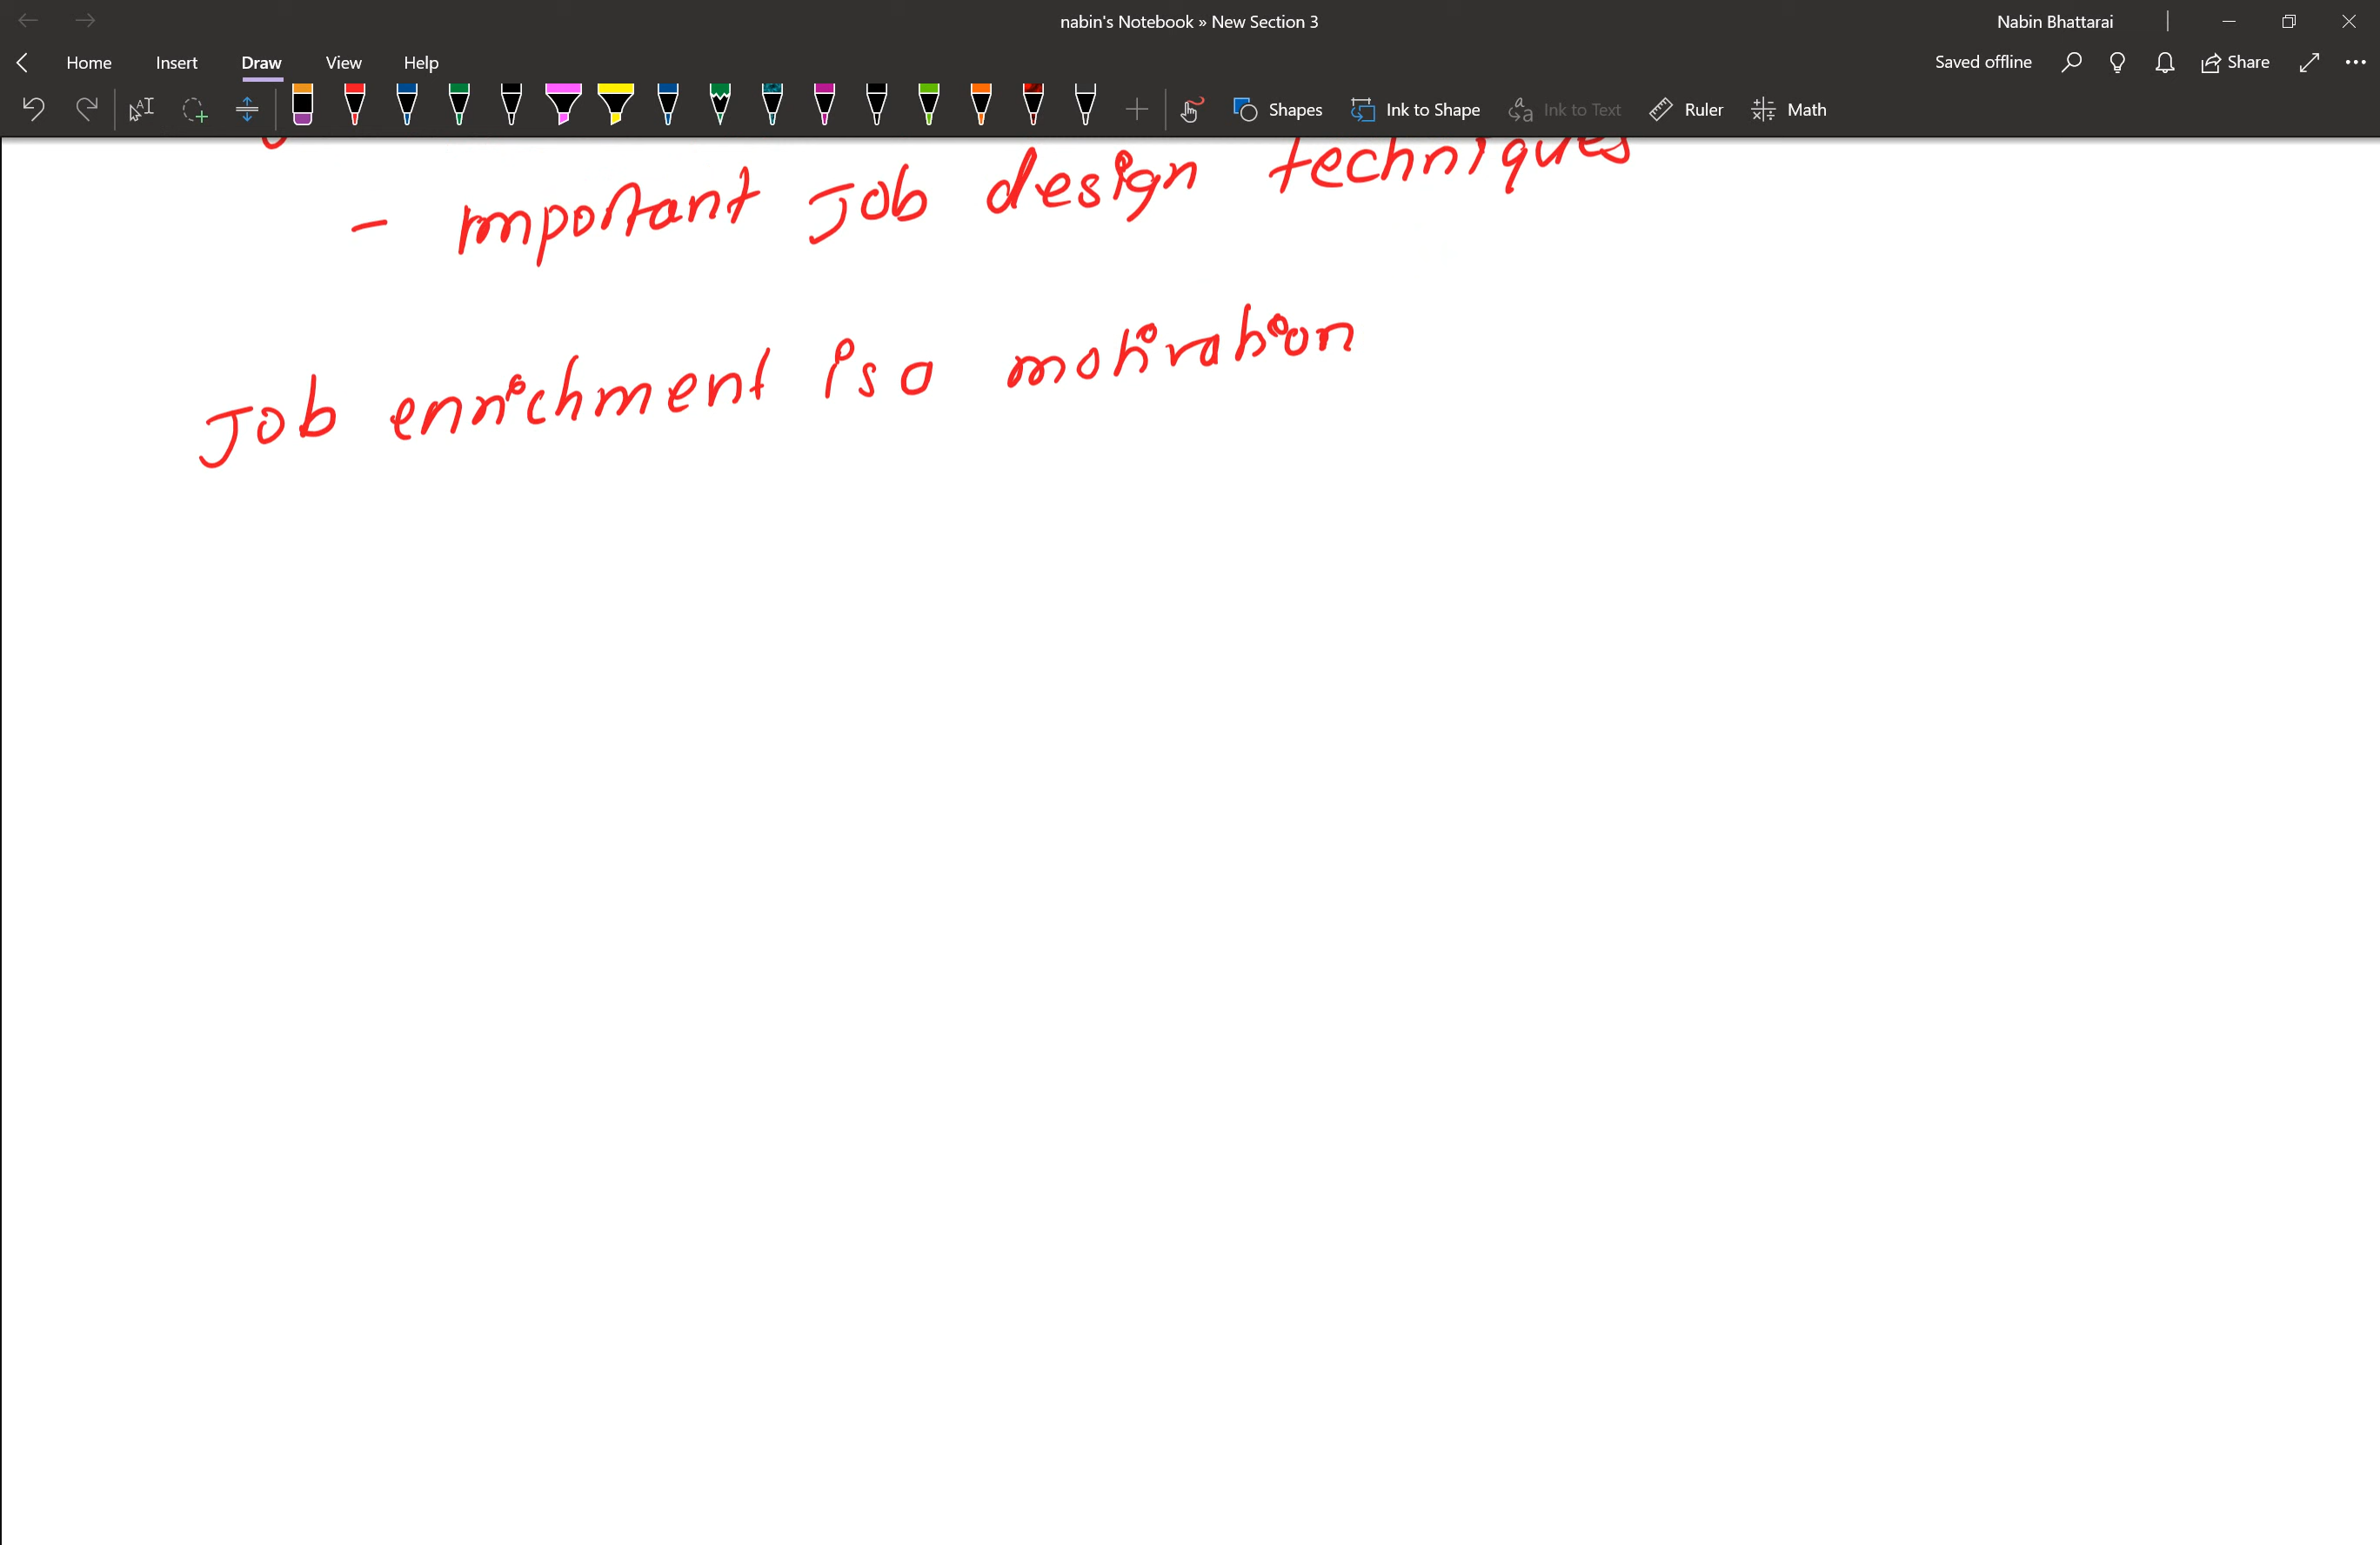 nabin's Notebook » New Section 3
Nabin Bhattarai
Home Insert Draw View Help
Saved offline
Share
Shapes Ink to Shape Ink to Text Ruler Math
- important Job design techniques
Job enrichment is a motivation